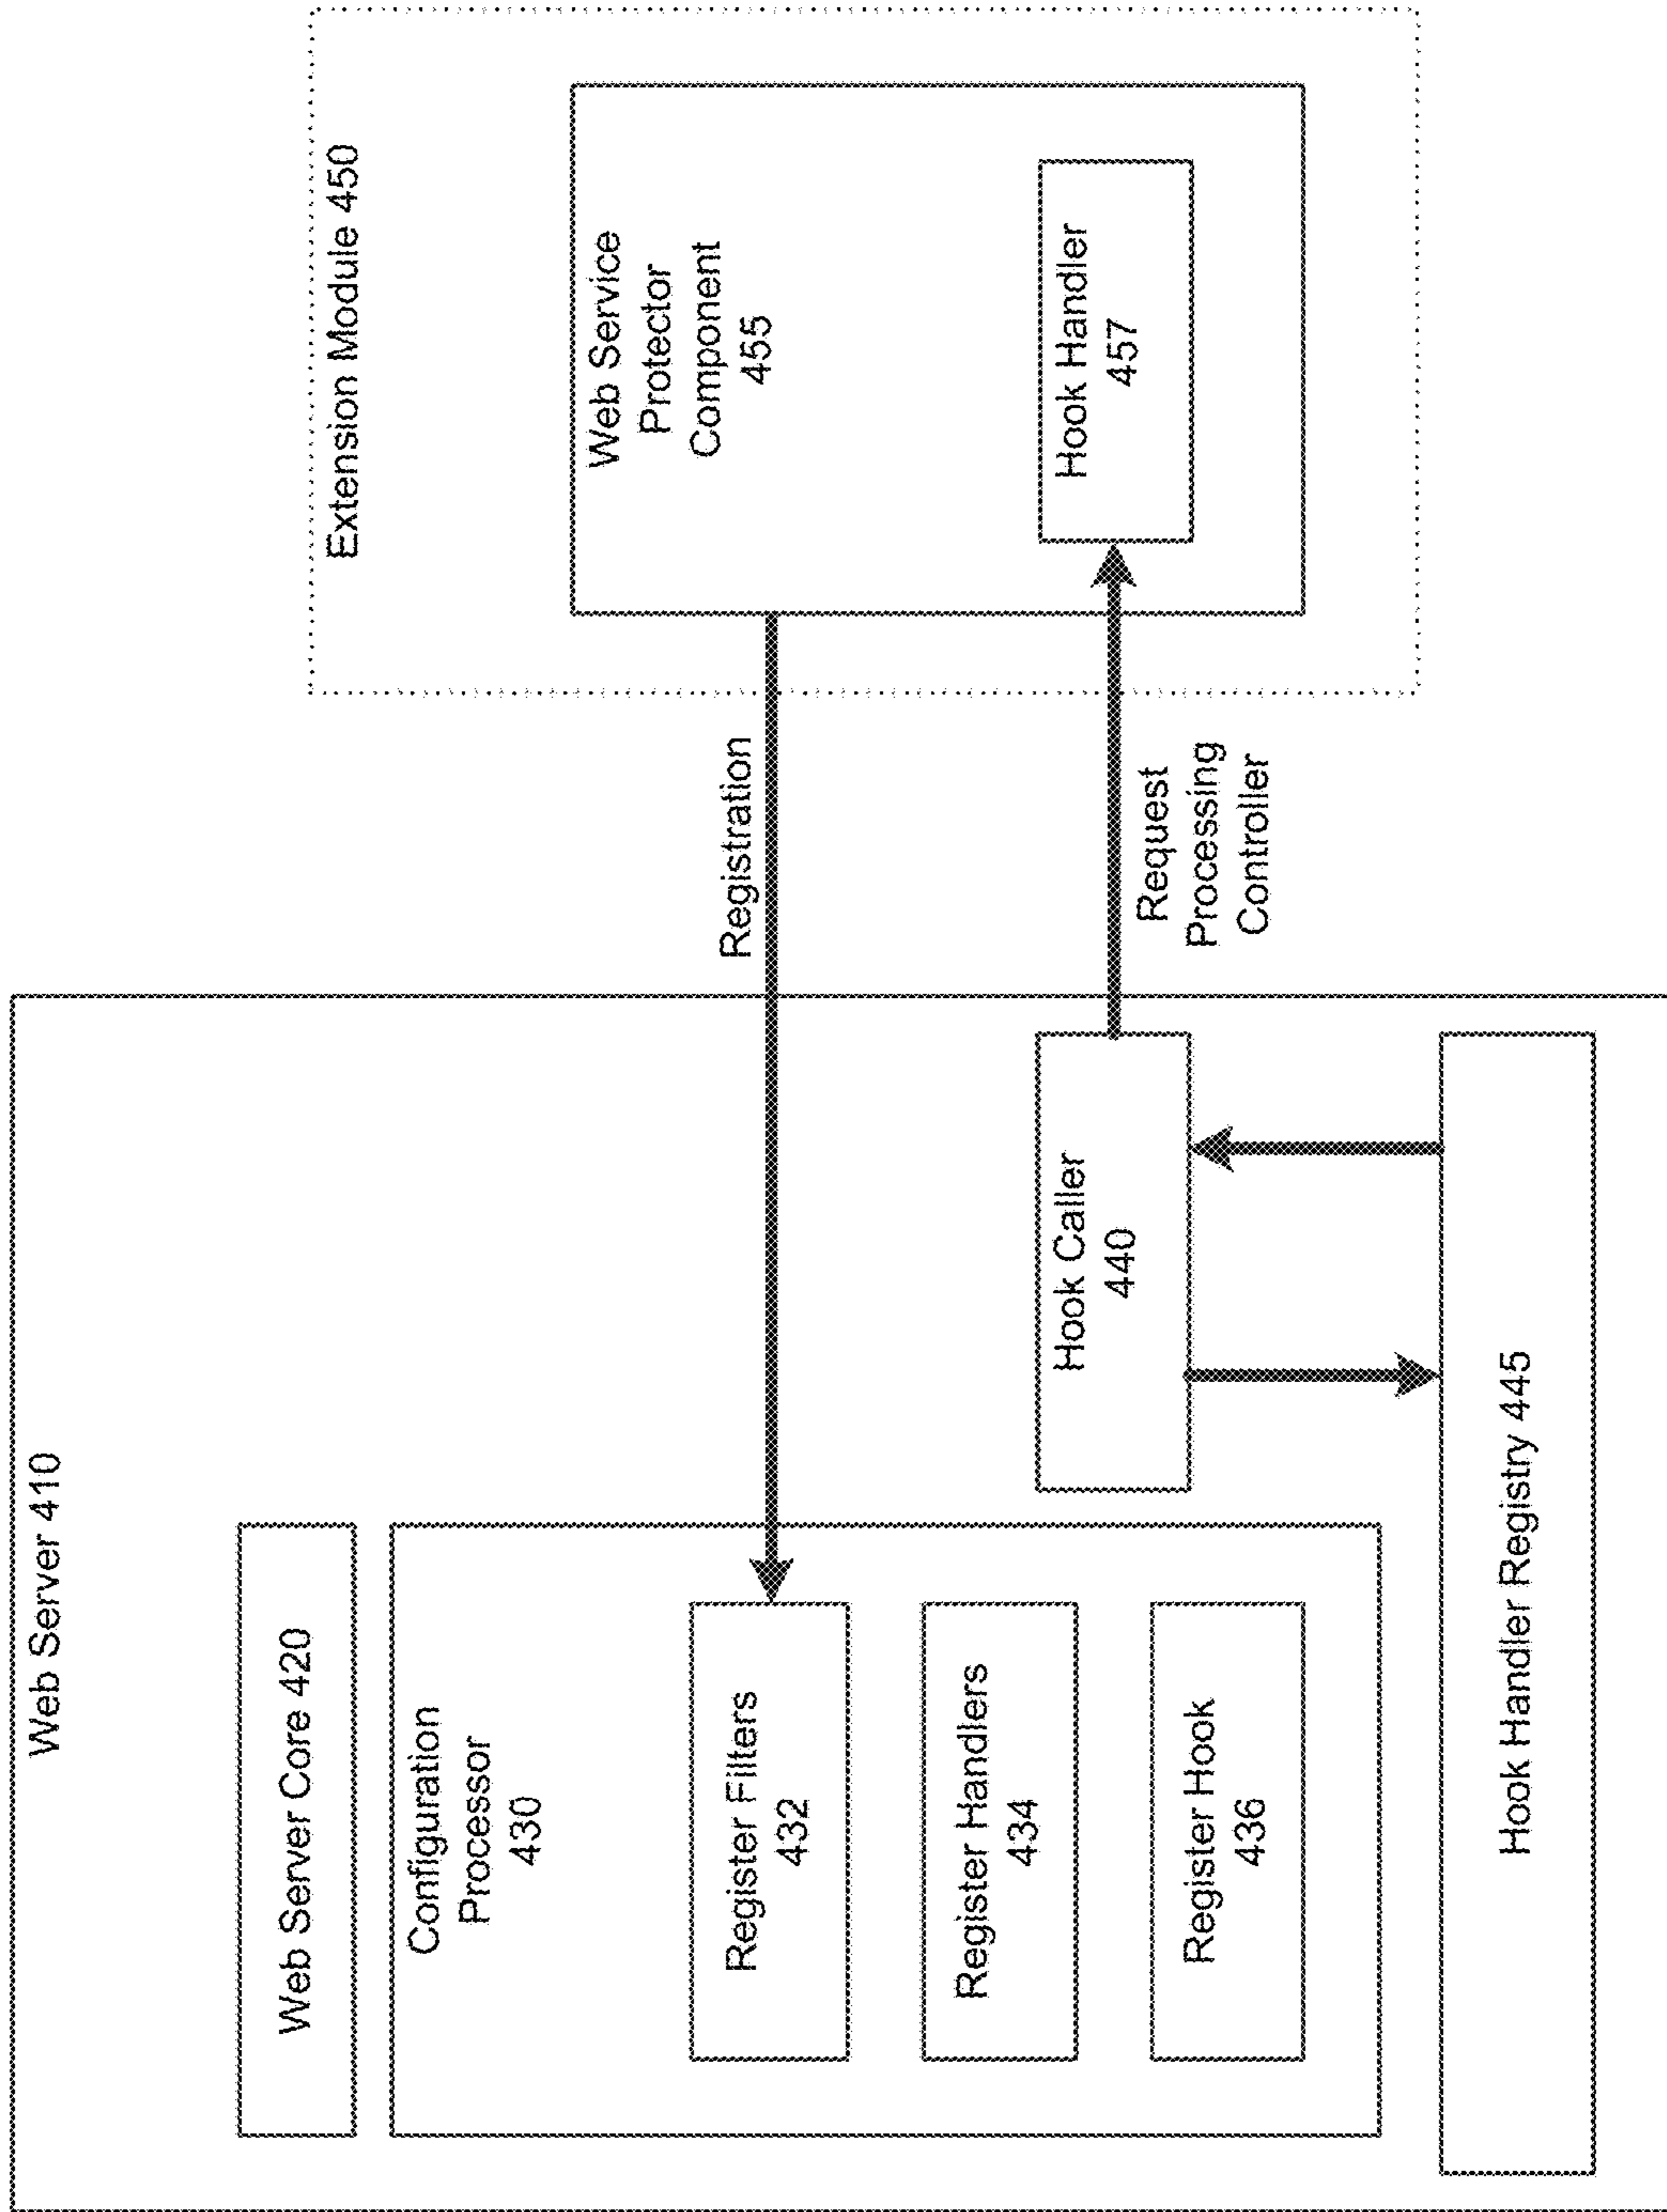 Web Server 410
Web Server Core 420
Configuration
Processor
430
Register Filters
432
Register Handlers
434
Register Hook
436
Hook Caller
440
Hook Handler Registry 445
Registration
Request
Processing
Controller
Extension Module 450
Web Service
Protector
Component
455
Hook Handler
457